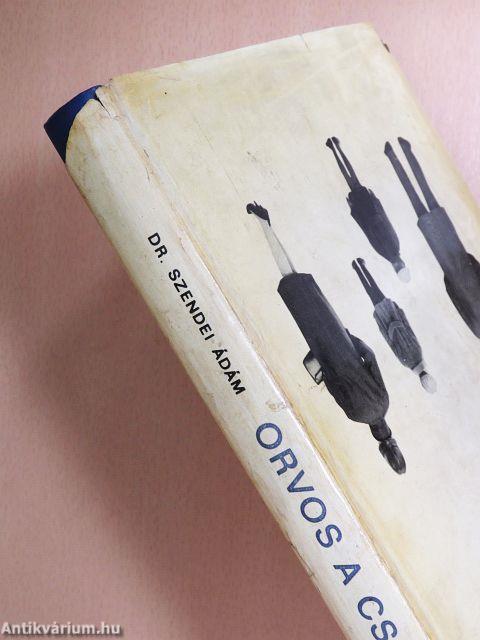 DR. SZENDEI ÁDÁM
ORVOS A CS
Antikvárium.hu